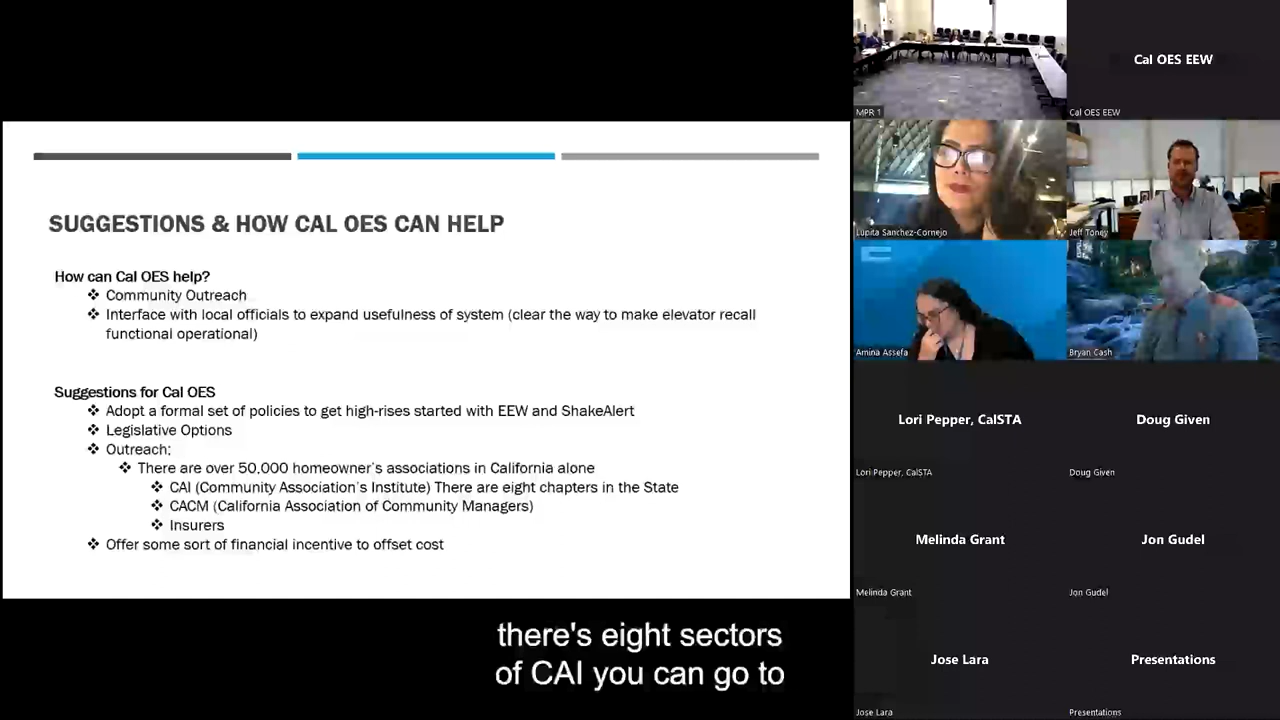 SUGGESTIONS & HOW CAL OES CAN HELP
How can Cal OES help?
❖ Community Outreach
❖ Interface with local officials to expand usefulness of system (clear the way to make elevator recall
functional operational)
Suggestions for Cal OES
❖ Adopt a formal set of policies to get high-rises started with EEW and ShakeAlert
❖ Legislative Options
❖ Outreach;
❖ There are over 50,000 homeowner's associations in California alone
❖ CAI (Community Association's Institute) There are eight chapters in the State
❖ CACM (California Association of Community Managers)
❖ Insurers
❖ Offer some sort of financial incentive to offset cost
there's eight sectors
of CAI you can go to
MPR 1
Cal OES EEW
Cal OES EEW
Lupita Sanchez-Cornejo
Jeff Toney
Amina Assefa
Bryan Cash
Lori Pepper, CalSTA
Lori Pepper, CalSTA
Doug Given
Doug Given
Melinda Grant
Melinda Grant
Jon Gudel
Jon Gudel
Jose Lara
Jose Lara
Presentations
Presentations